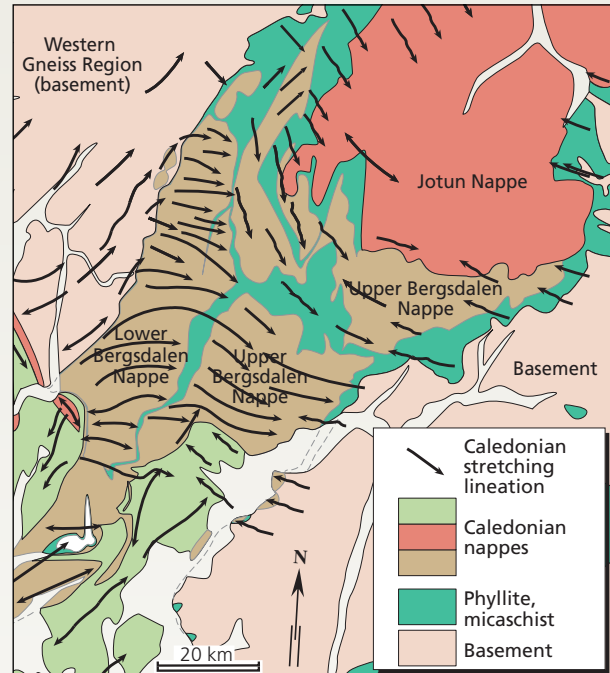 Western
Gneiss Region
(basement)
Jotun Nappe
Upper Bergsdalen
Nappe
Lower
Bergsdalen
Nappe
Upper
Bergsdalen
Nappe
Basement
Caledonian
stretching
lineation
Caledonian
nappes
Phyllite,
micaschist
Basement
N
20 km